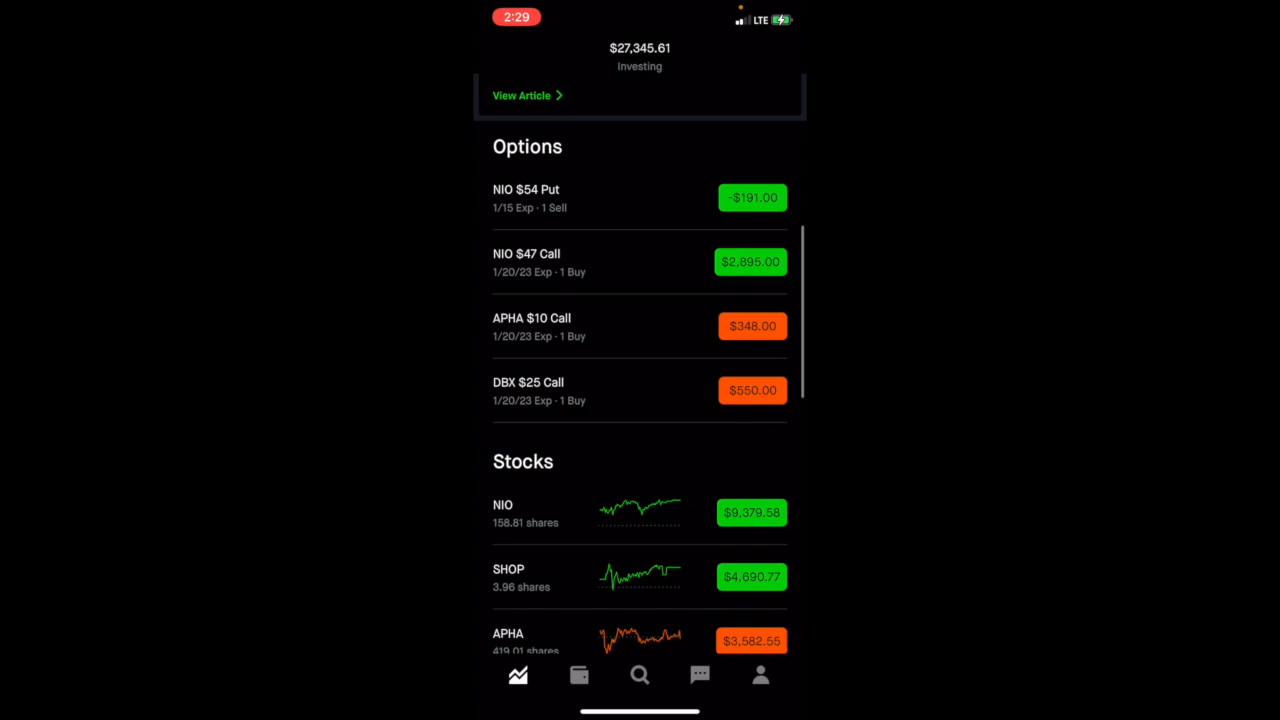 2:29
LTE
$27,345.61
Investing
View Article
Options
NIO $54 Put
1/15 Exp · 1 Sell
-$191.00
NIO $47 Call
1/20/23 Exp · 1 Buy
$2,895.00
APHA $10 Call
1/20/23 Exp · 1 Buy
$348.00
DBX $25 Call
1/20/23 Exp · 1 Buy
$550.00
Stocks
NIO
158.81 shares
$9,379.58
SHOP
3.96 shares
$4,690.77
APHA
419.01 shares
$3,582.55